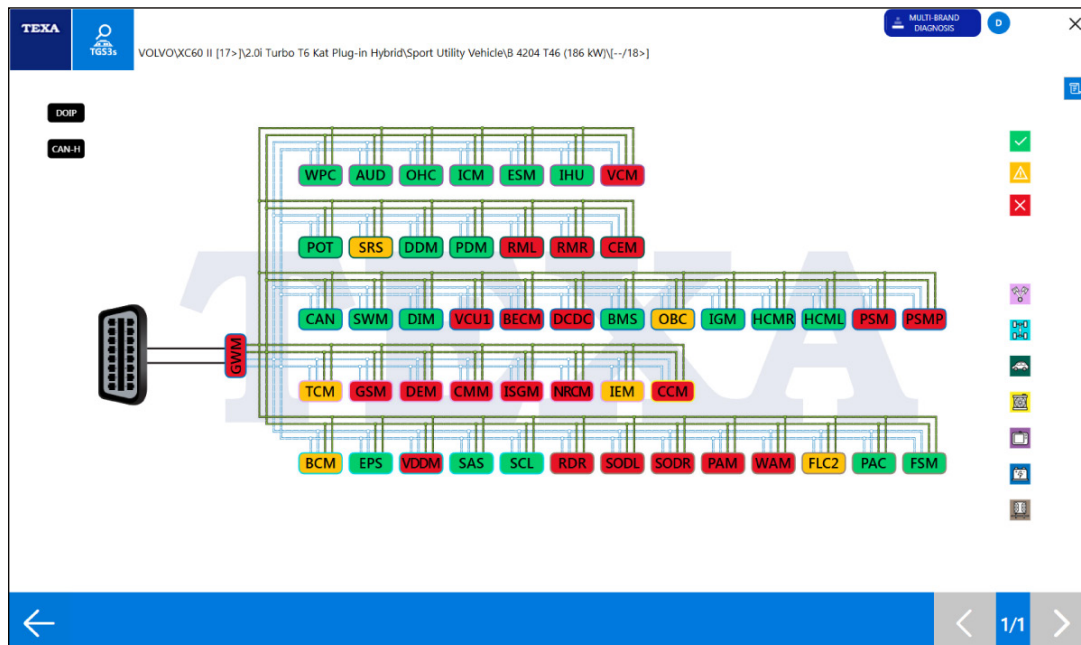 TEXA
TGS3s
MULTI-BRAND
DIAGNOSIS
D
VOLVO\XC60 II [17>]\2.0i Turbo T6 Kat Plug-in Hybrid\Sport Utility Vehicle\B 4204 T46 (186 kW)\[--/18>]
DOIP
CAN-H
WPC AUD OHC ICM ESM IHU VCM
POT SRS DDM PDM RML RMR CEM
TEXA
CAN SWM DIM VCU1 BECM DCDC BMS OBC IGM HCMR HCML PSM PSMP
GWM
TCM GSM DEM CMM ISGM NRCM IEM CCM
BCM EPS VDDM SAS SCL RDR SODL SODR PAM WAM FLC2 PAC FSM
1/1